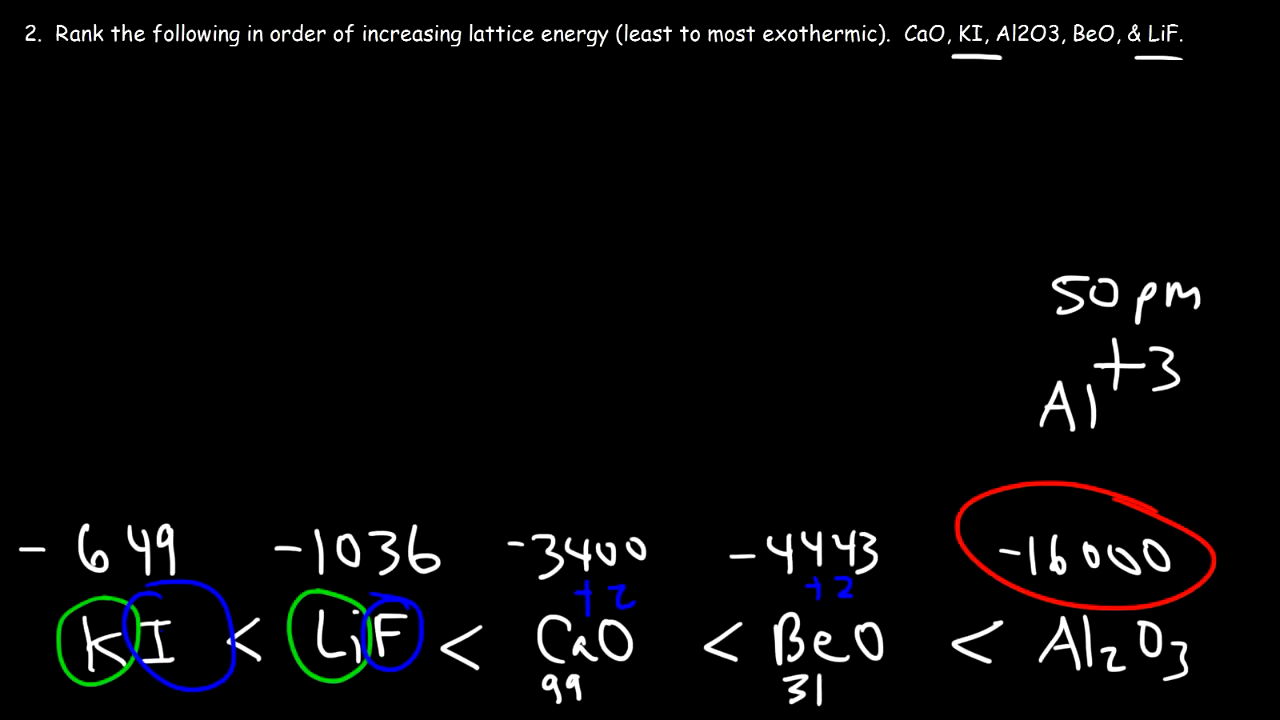 2. Rank the following in order of increasing lattice energy (least to most exothermic). CaO, KI, Al2O3, BeO, & LiF.
50 pm
Al+3
-649 -1036 -3400 -4443 -16000
+2 +2
KI < LiF < CaO < BeO < Al2O3
99 31